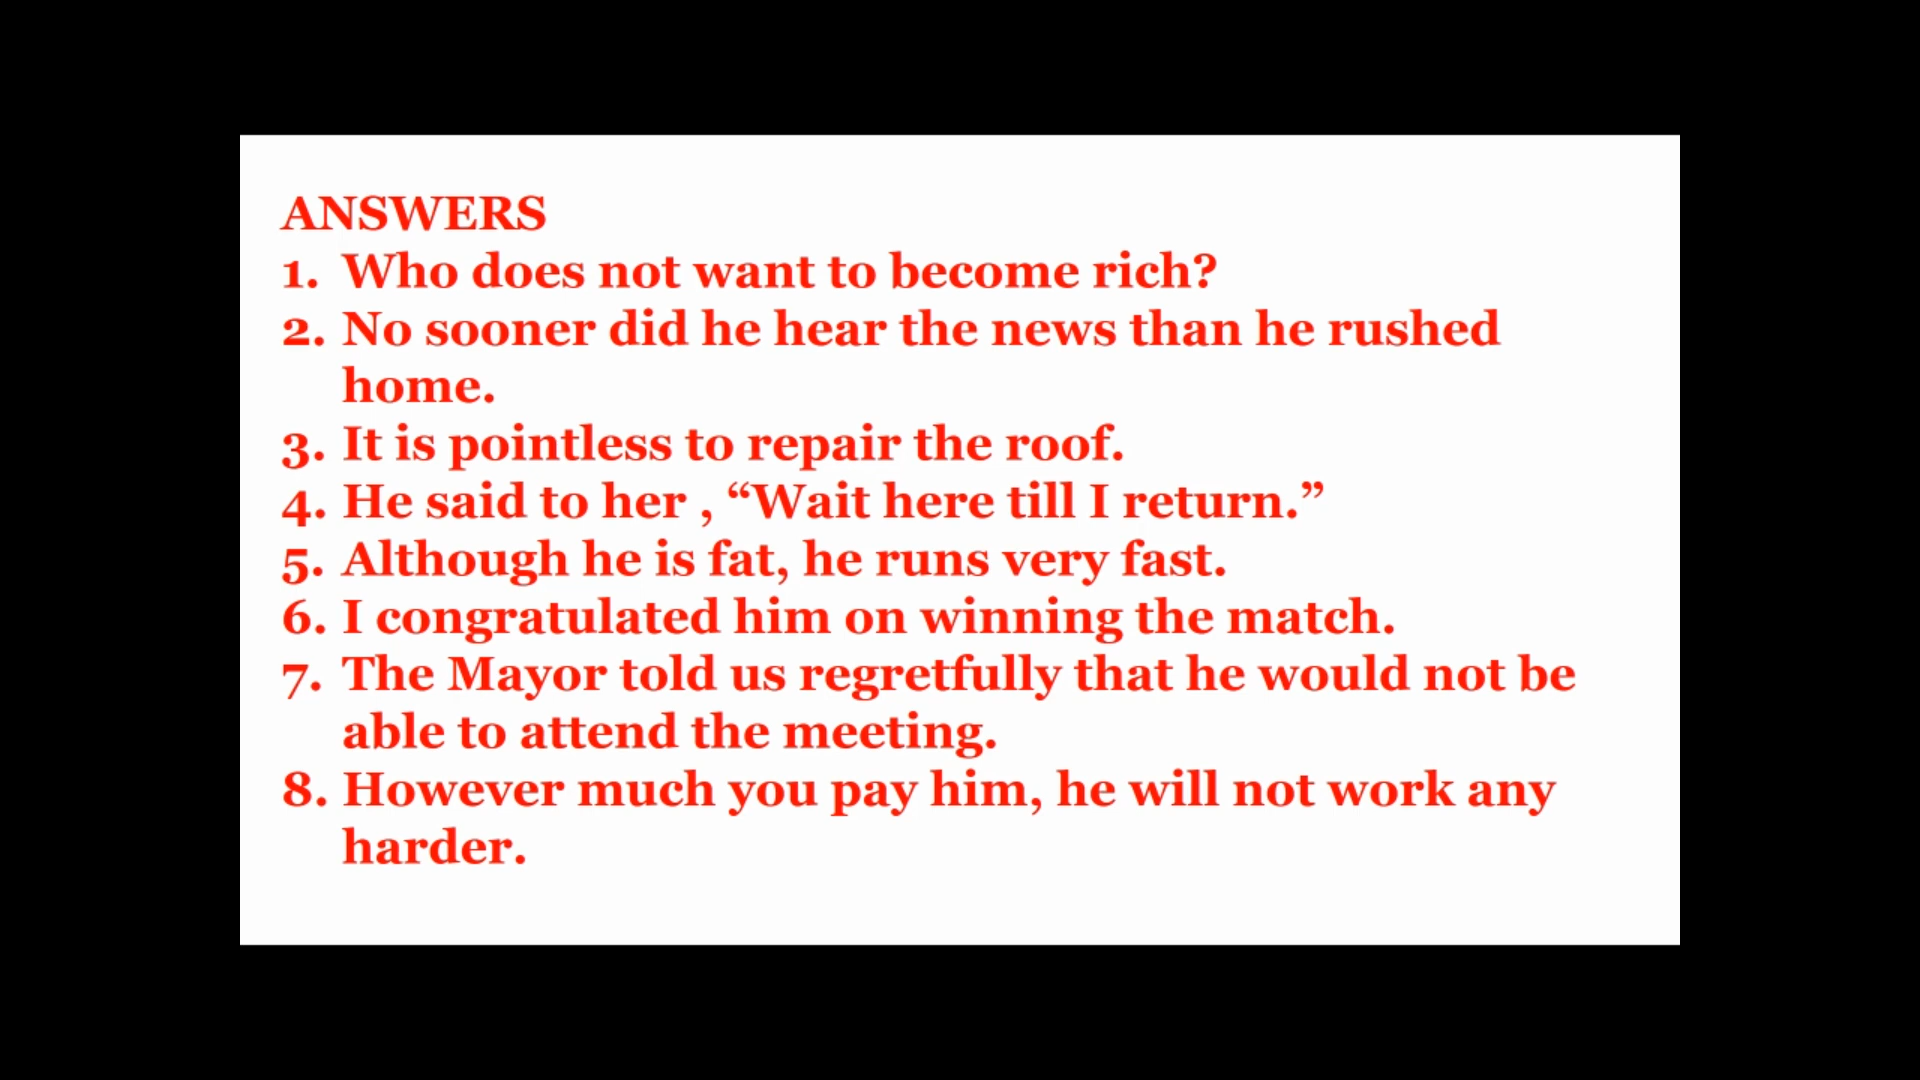 ANSWERS
1. Who does not want to become rich?
2. No sooner did he hear the news than he rushed
home.
3. It is pointless to repair the roof.
4. He said to her , “Wait here till I return.”
5. Although he is fat, he runs very fast.
6. I congratulated him on winning the match.
7. The Mayor told us regretfully that he would not be
able to attend the meeting.
8. However much you pay him, he will not work any
harder.